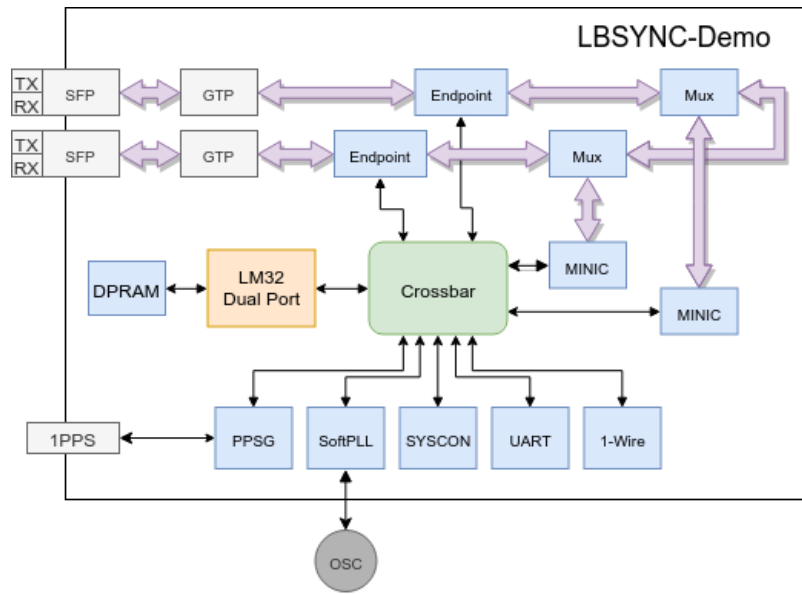 LBSYNC-Demo
TX
RX
SFP
GTP
Endpoint
Mux
TX
RX
SFP
GTP
Endpoint
Mux
DPRAM
LM32
Dual Port
Crossbar
MINIC
MINIC
1PPS
PPSG
SoftPLL
SYSCON
UART
1-Wire
OSC